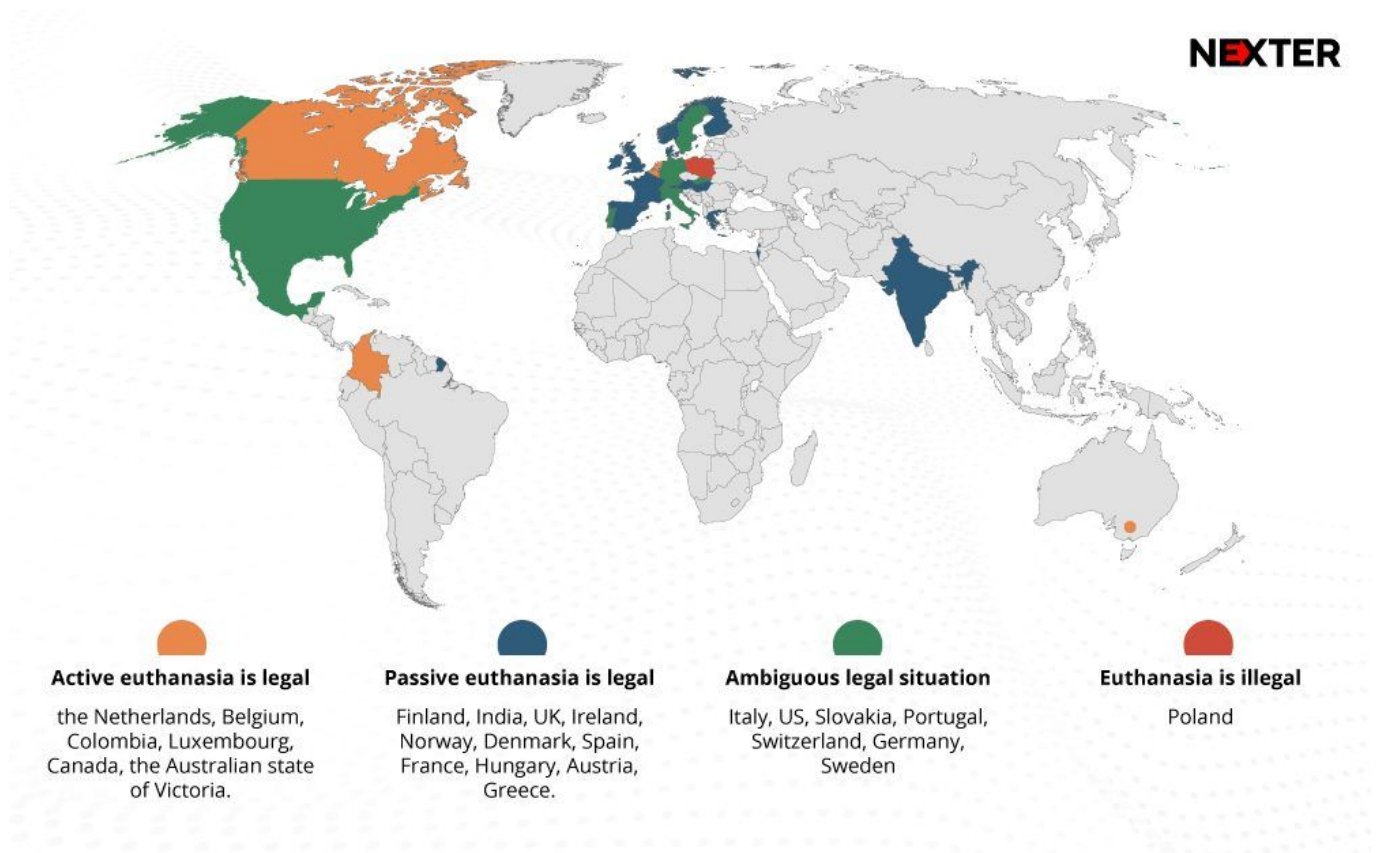 NEXTER
Active euthanasia is legal
the Netherlands, Belgium,
Colombia, Luxembourg,
Canada, the Australian state
of Victoria.
Passive euthanasia is legal
Finland, India, UK, Ireland,
Norway, Denmark, Spain,
France, Hungary, Austria,
Greece.
Ambiguous legal situation
Italy, US, Slovakia, Portugal,
Switzerland, Germany,
Sweden
Euthanasia is illegal
Poland